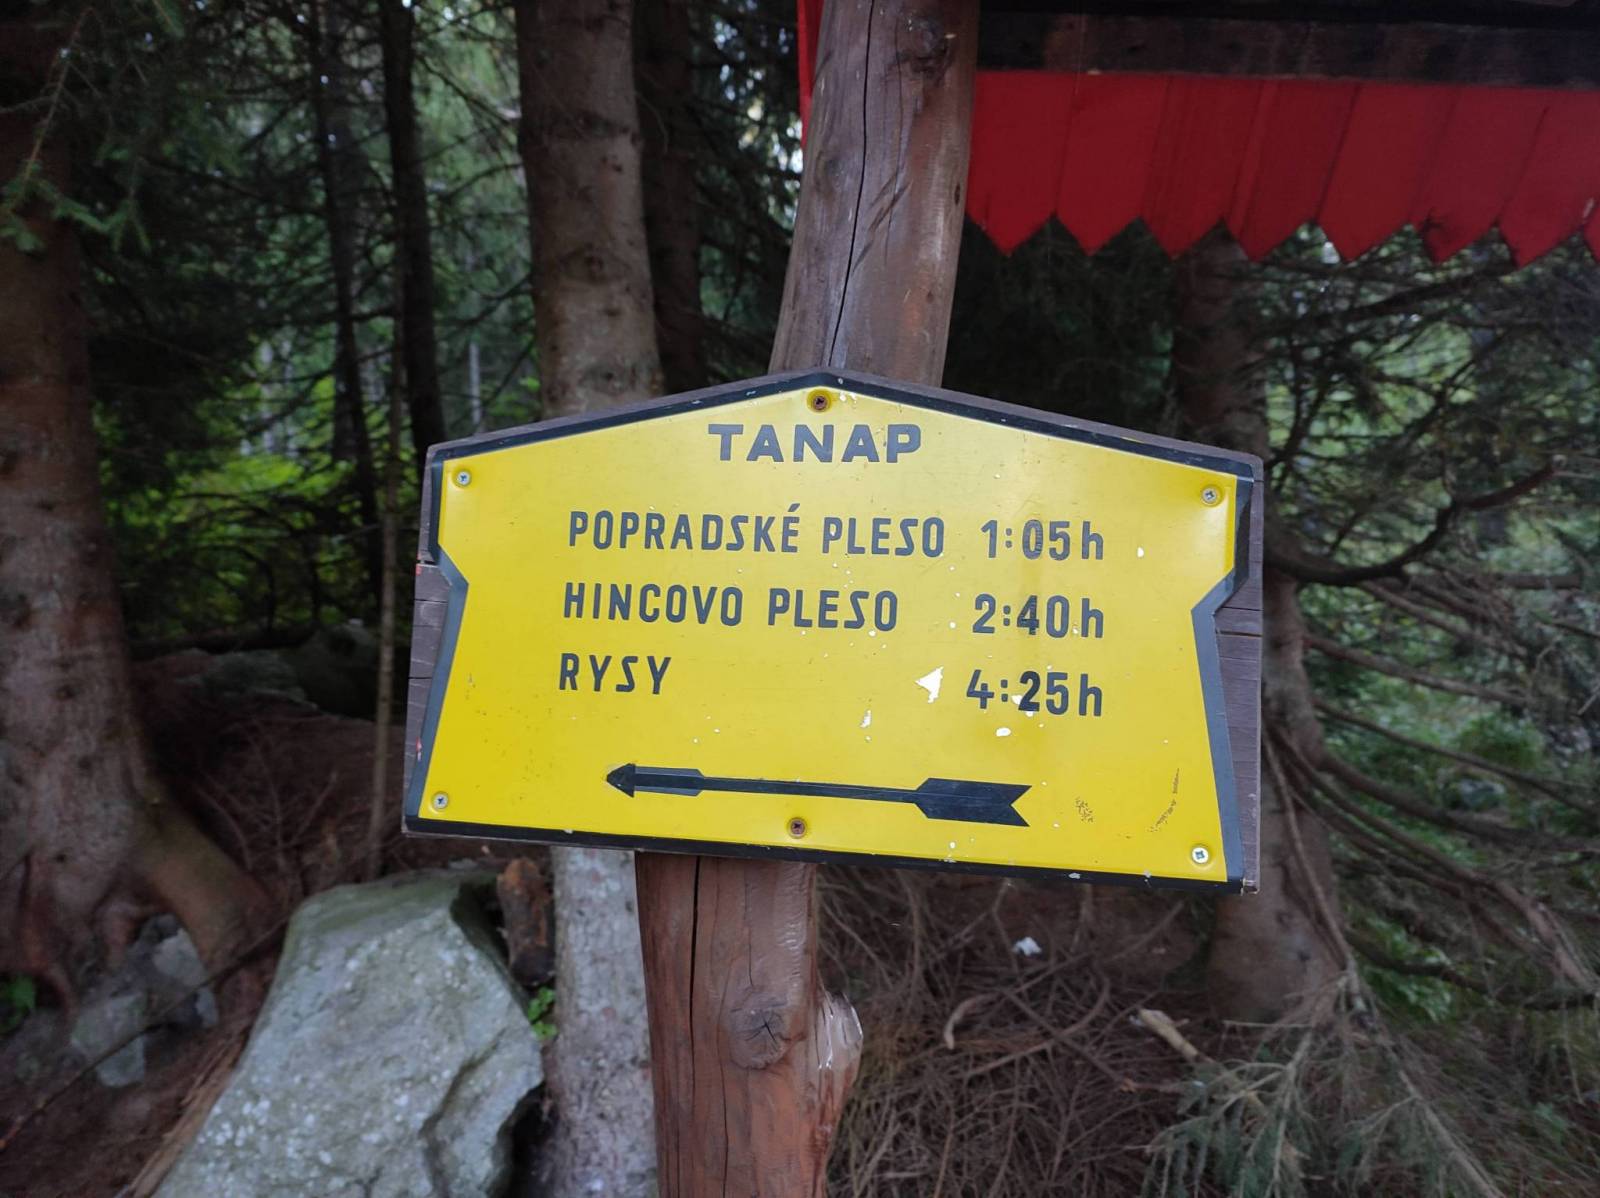 TANAP
POPRADSKÉ PLESO 1:05h
HINCOVO PLESO 2:40h
RYSY 4:25h